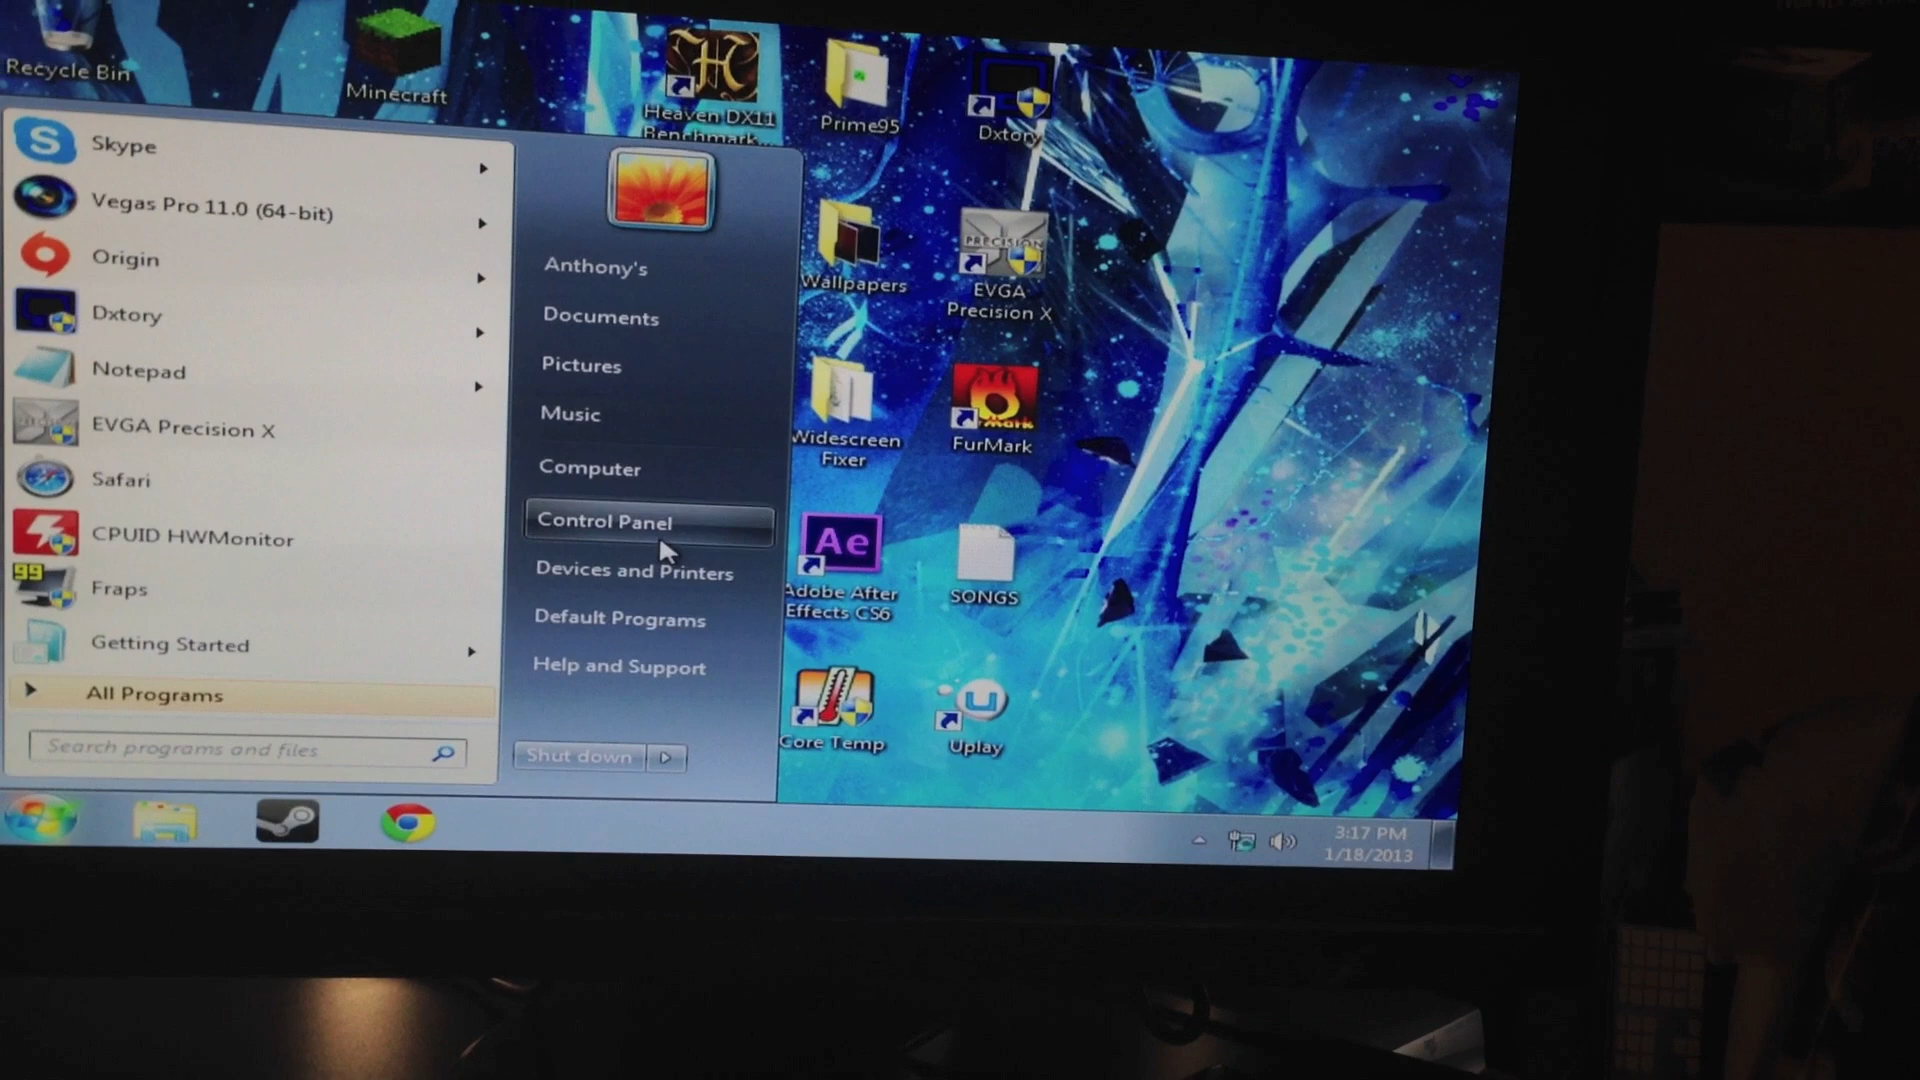 Recycle Bin
Minecraft
Heaven DX11
Benchmark...
Prime95
Dxtory
Skype
Vegas Pro 11.0 (64-bit)
Origin
Dxtory
Notepad
EVGA Precision X
Safari
CPUID HWMonitor
99
Fraps
Getting Started
All Programs
Search programs and files
Anthony's
Documents
Pictures
Music
Computer
Control Panel
Devices and Printers
Default Programs
Help and Support
Shut down
Wallpapers
PRECISION
EVGA
Precision X
Widescreen
Fixer
FurMark
Ae
Adobe After
Effects CS6
SONGS
Core Temp
Uplay
3:17 PM
1/18/2013